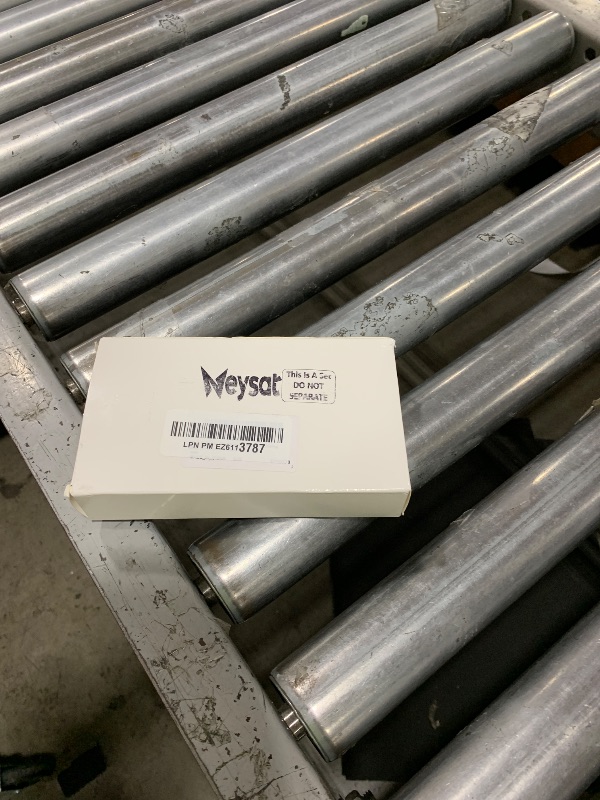 Neysat
This Is A Set
DO NOT
SEPARATE
LPN PM EZ6113787